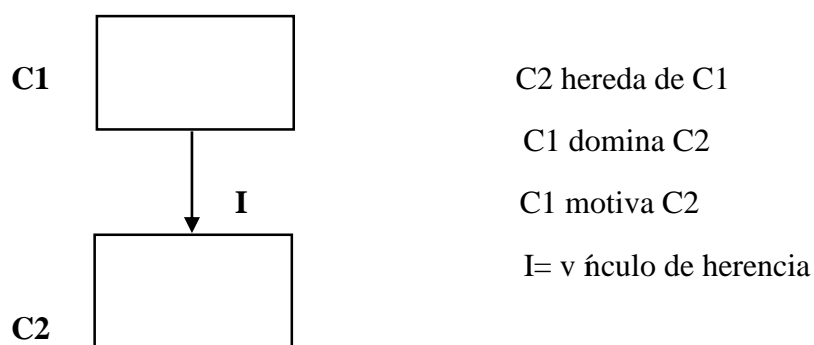 C1 C2 hereda de C1
C1 domina C2
I C1 motiva C2
I= v ínculo de herencia
C2